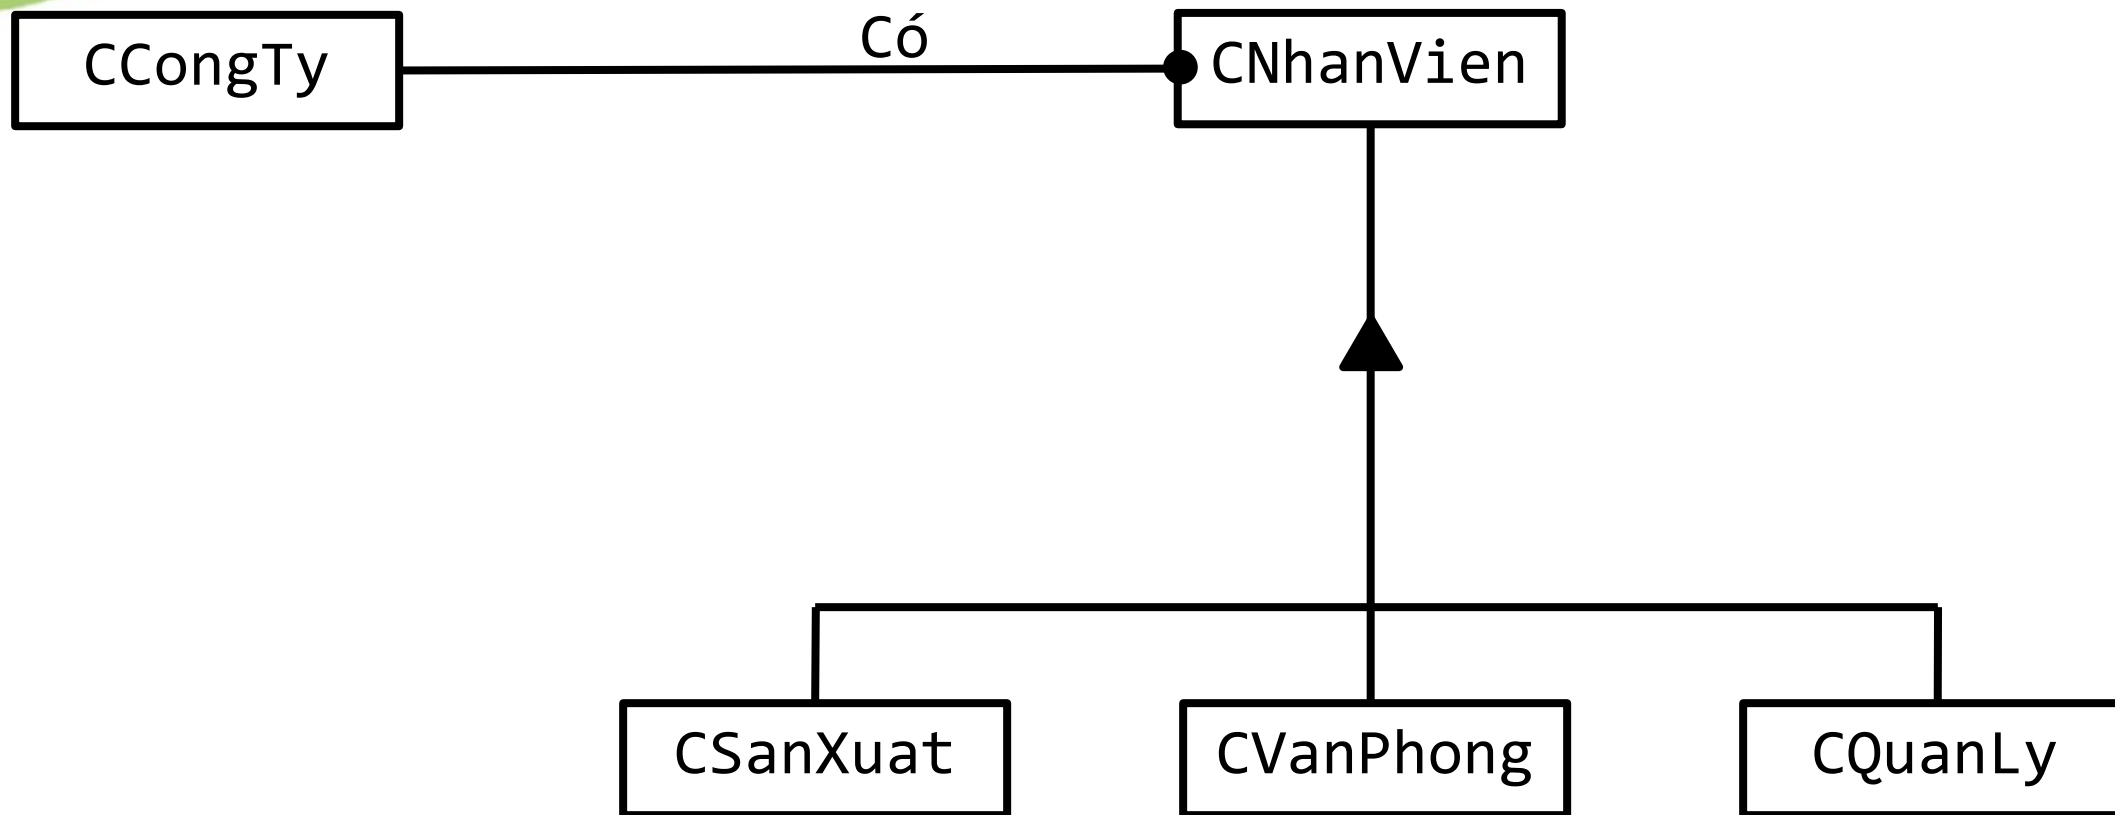 CCongTy
Có
CNhanVien
CSanXuat
CVanPhong
CQuanLy